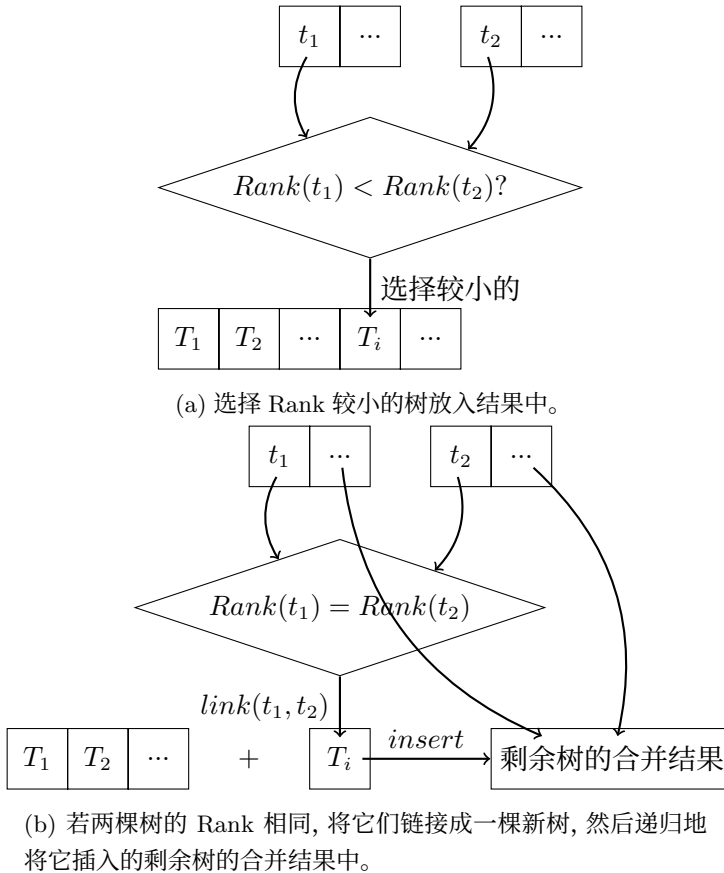 t₁ ... t₂ ...
Rank(t₁) < Rank(t₂)?
选择较小的
T₁ T₂ ... Tᵢ ...
(a) 选择 Rank 较小的树放入结果中。
t₁ ... t₂ ...
Rank(t₁) = Rank(t₂)
link(t₁, t₂)
T₁ T₂ ... + Tᵢ insert 剩余树的合并结果
(b) 若两棵树的 Rank 相同, 将它们链接成一棵新树, 然后递归地
将它插入的剩余树的合并结果中。